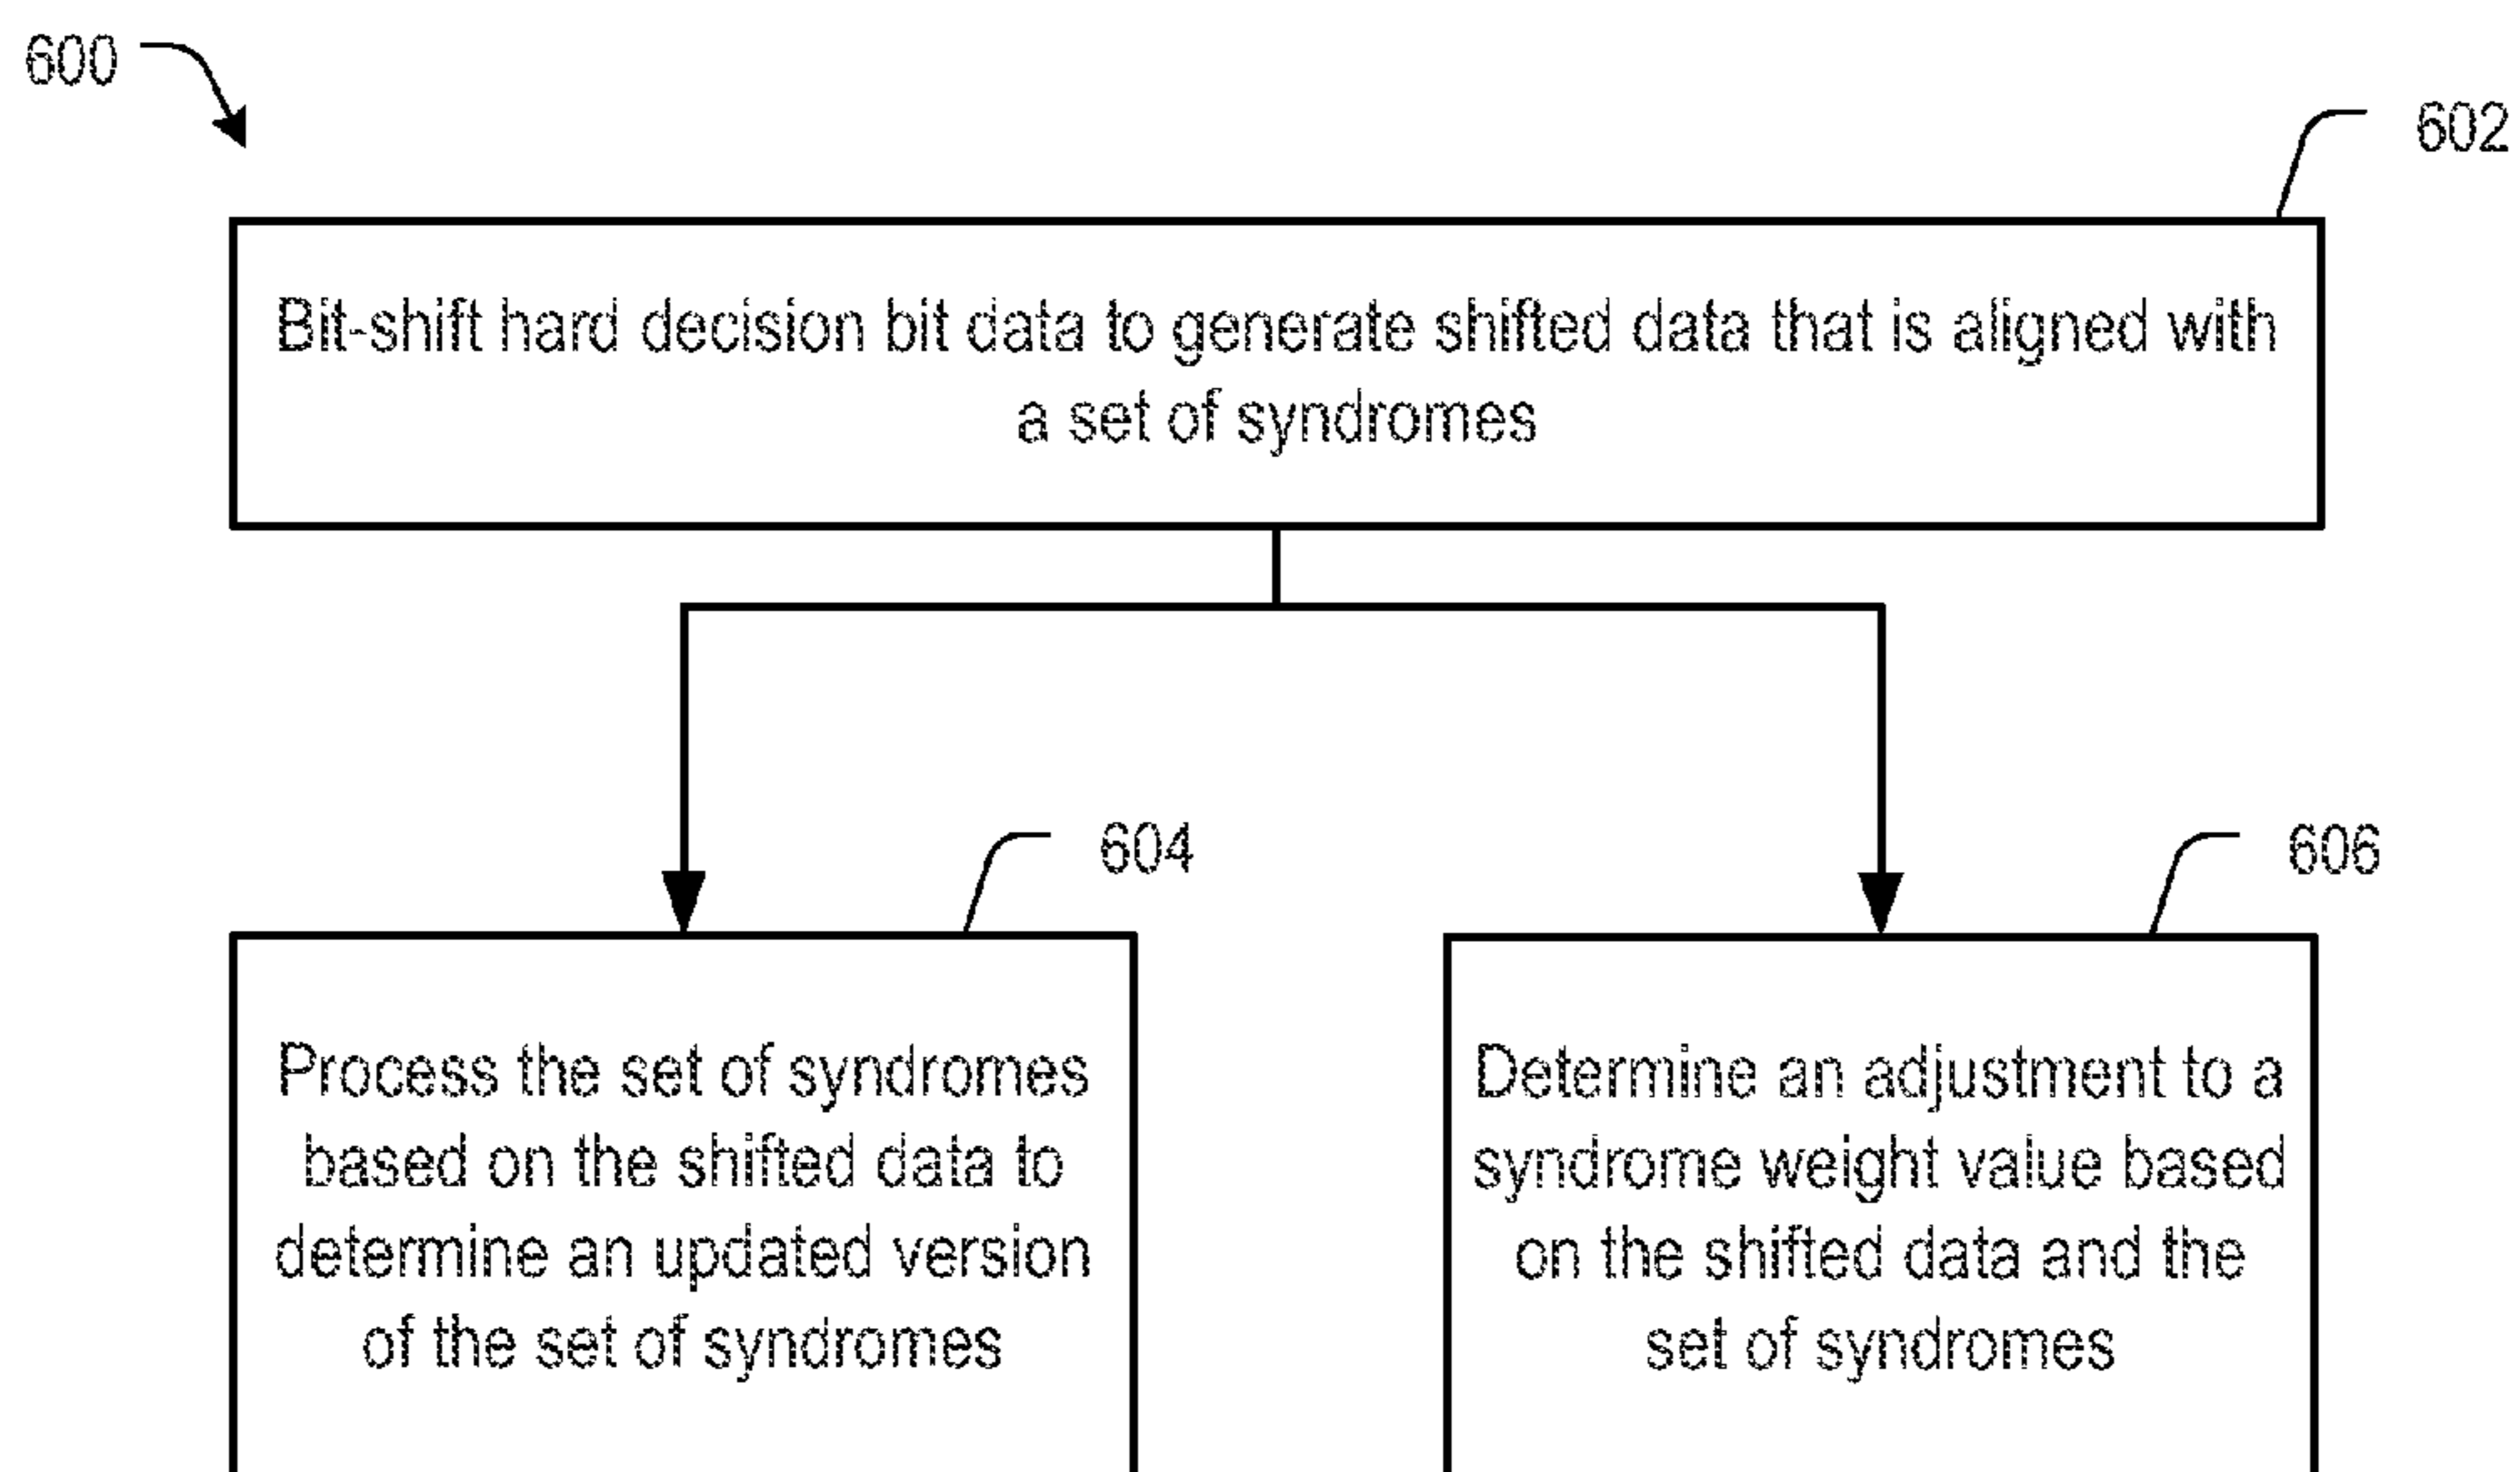 600
602
Bit-shift hard decision bit data to generate shifted data that is aligned with
a set of syndromes
604
606
Process the set of syndromes
based on the shifted data to
determine an updated version
of the set of syndromes
Determine an adjustment to a
syndrome weight value based
on the shifted data and the
set of syndromes